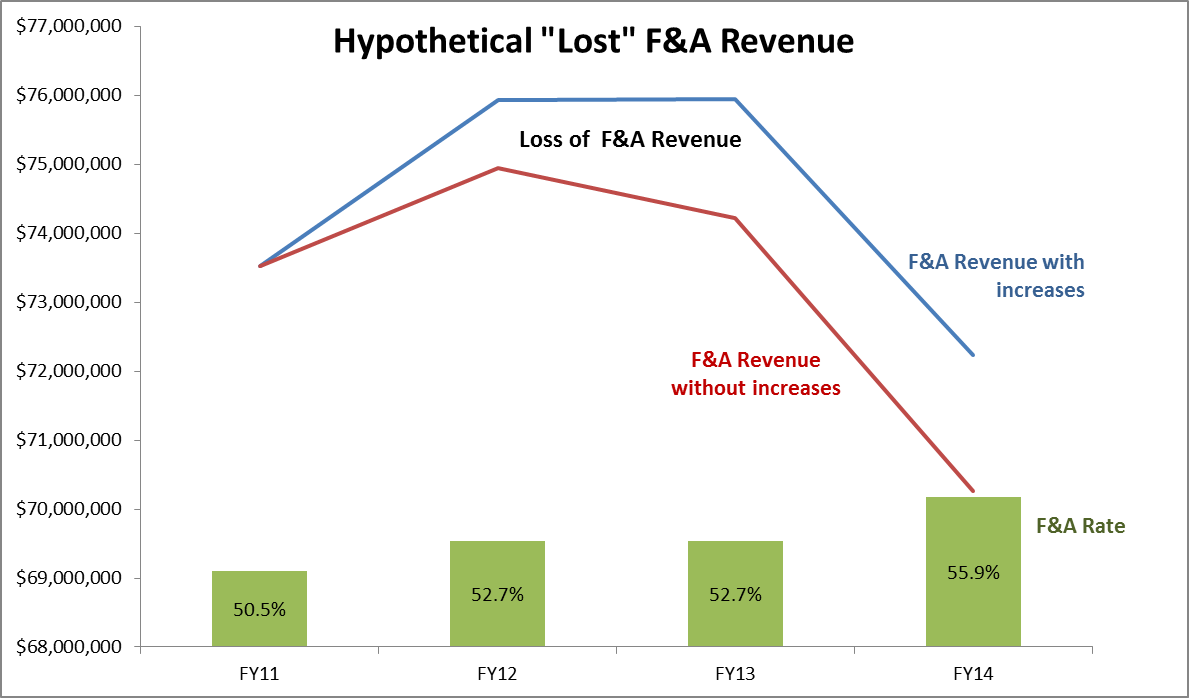 Hypothetical "Lost" F&A Revenue
$77,000,000
$76,000,000
$75,000,000
$74,000,000
$73,000,000
$72,000,000
$71,000,000
$70,000,000
$69,000,000
$68,000,000
Loss of F&A Revenue
F&A Revenue with
increases
F&A Revenue
without increases
F&A Rate
50.5%
52.7%
52.7%
55.9%
FY11
FY12
FY13
FY14